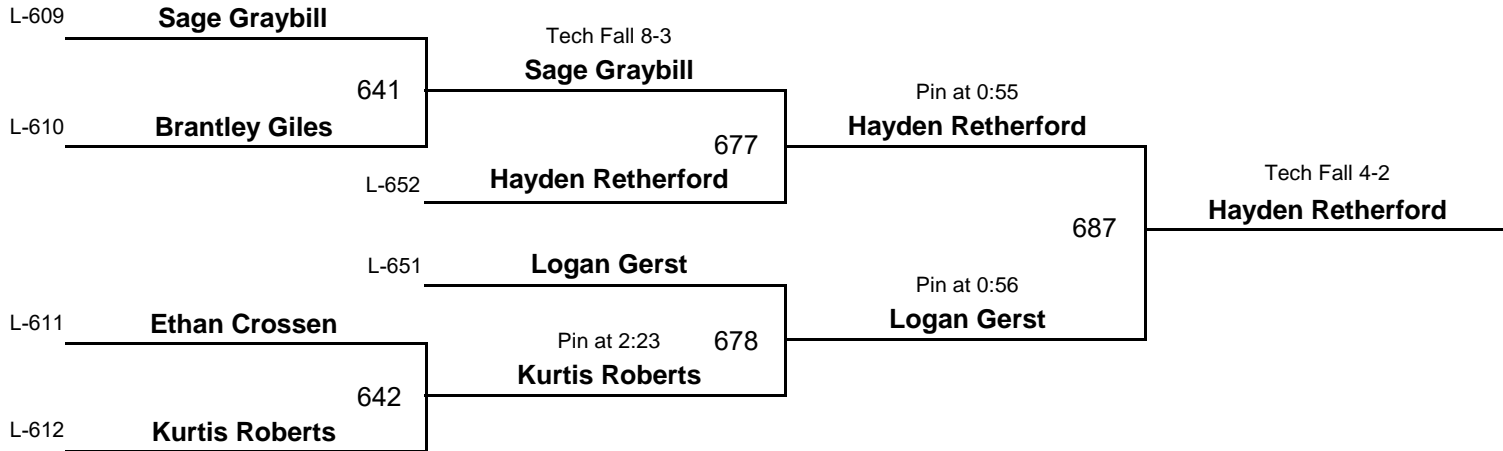 L-609 Sage Graybill
Tech Fall 8-3
Sage Graybill
641
Pin at 0:55
L-610 Brantley Giles
Hayden Retherford
677
L-652 Hayden Retherford
Tech Fall 4-2
Hayden Retherford
687
L-651 Logan Gerst
Pin at 0:56
L-611 Ethan Crossen
Logan Gerst
Pin at 2:23 678
Kurtis Roberts
642
L-612 Kurtis Roberts